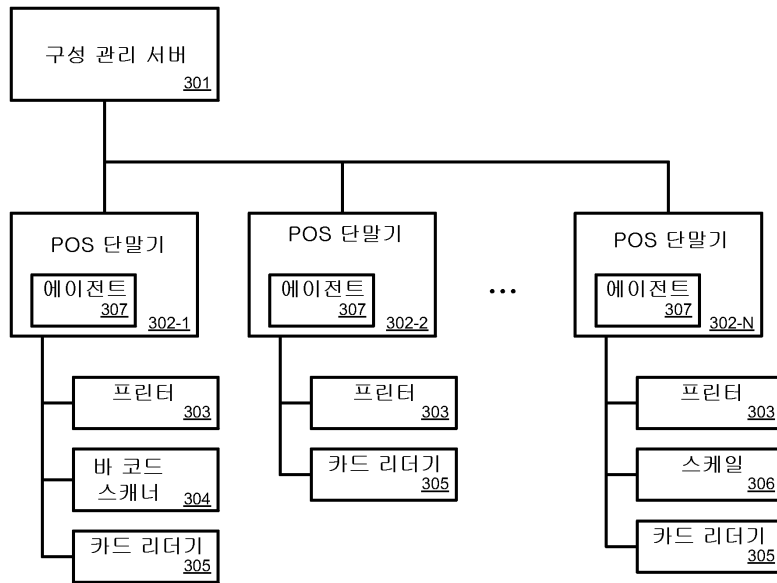 구성 관리 서버
301
POS 단말기
에이전트
307
302-1
POS 단말기
에이전트
307
302-2
...
POS 단말기
에이전트
307
302-N
프린터
303
바 코드
스캐너
304
카드 리더기
305
프린터
303
카드 리더기
305
프린터
303
스케일
306
카드 리더기
305